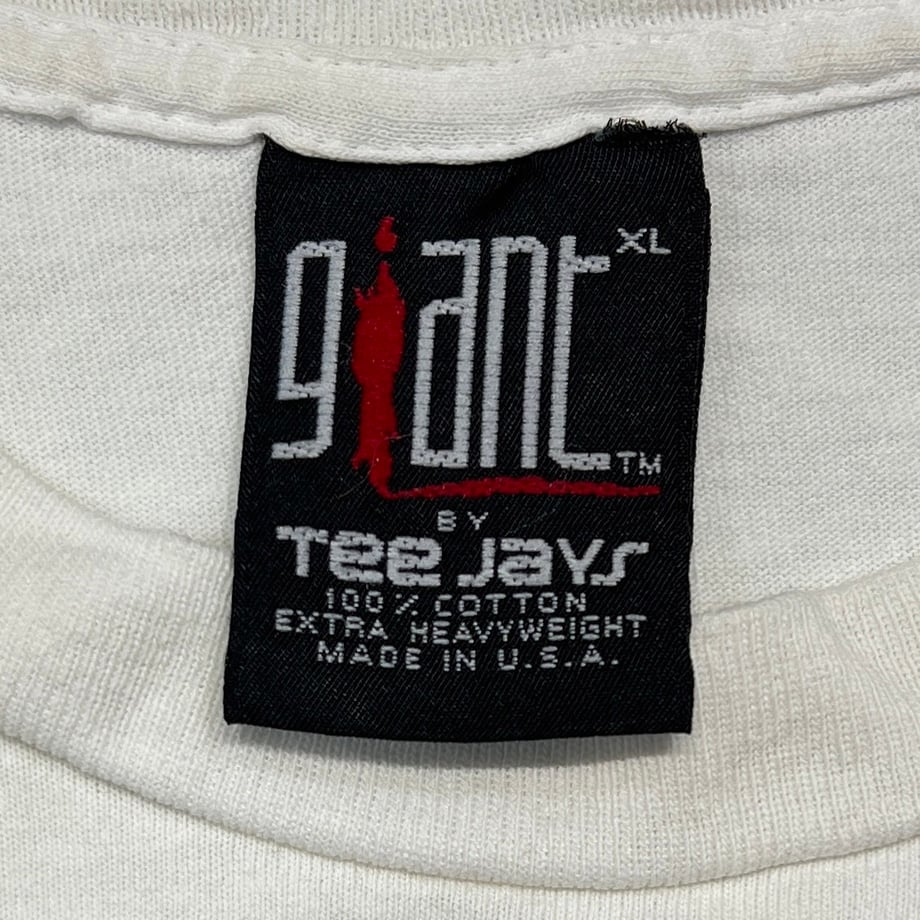 giant XL
TM
BY
Tee Jays
100% COTTON
EXTRA HEAVYWEIGHT
MADE IN U.S.A.